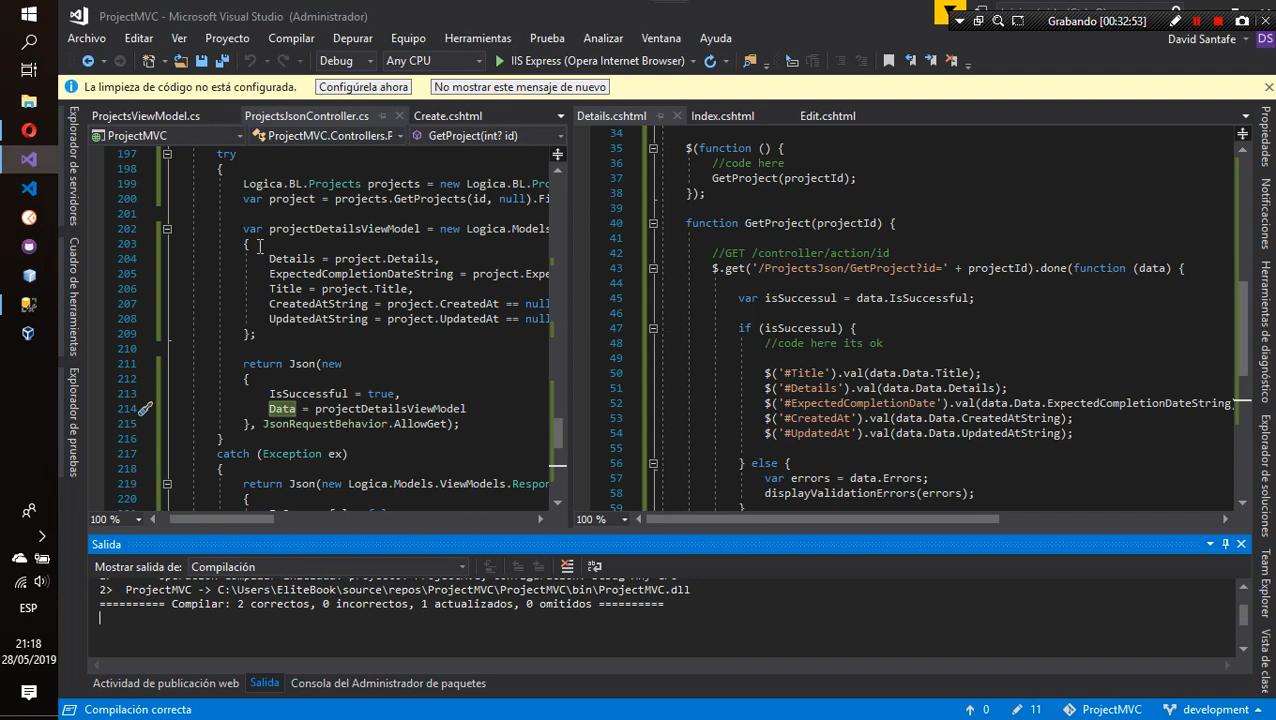 ProjectMVC - Microsoft Visual Studio (Administrador)
Grabando [00:32:53]
Archivo Editar Ver Proyecto Compilar Depurar Equipo Herramientas Prueba Analizar Ventana Ayuda
David Santafe DS
Debug Any CPU IIS Express (Opera Internet Browser)
La limpieza de código no está configurada. Configúrela ahora No mostrar este mensaje de nuevo
Explorador de servidores
Cuadro de herramientas
Explorador de pruebas
ProjectsViewModel.cs ProjectsJsonController.cs Create.cshtml
ProjectMVC ProjectMVC.Controllers.P GetProject(int? id)
197 try
198 {
199 Logica.BL.Projects projects = new Logica.BL.Pro
200 var project = projects.GetProjects(id, null).Fi
201
202 var projectDetailsViewModel = new Logica.Models
203 {
204 Details = project.Details,
205 ExpectedCompletionDateString = project.Expe
206 Title = project.Title,
207 CreatedAtString = project.CreatedAt == null
208 UpdatedAtString = project.UpdatedAt == null
209 };
210
211 return Json(new
212 {
213 IsSuccessful = true,
214 Data = projectDetailsViewModel
215 }, JsonRequestBehavior.AllowGet);
216 }
217 catch (Exception ex)
218 {
219 return Json(new Logica.Models.ViewModels.Respon
220 {
100 %
Details.cshtml Index.cshtml Edit.cshtml
34
35 $(function () {
36 //code here
37 GetProject(projectId);
38 });
39
40 function GetProject(projectId) {
41
42 //GET /controller/action/id
43 $.get('/ProjectsJson/GetProject?id=' + projectId).done(function (data) {
44
45 var isSuccessul = data.IsSuccessful;
46
47 if (isSuccessul) {
48 //code here its ok
49
50 $('#Title').val(data.Data.Title);
51 $('#Details').val(data.Data.Details);
52 $('#ExpectedCompletionDate').val(data.Data.ExpectedCompletionDateString
53 $('#CreatedAt').val(data.Data.CreatedAtString);
54 $('#UpdatedAt').val(data.Data.UpdatedAtString);
55
56 } else {
57 var errors = data.Errors;
58 displayValidationErrors(errors);
59 }
100 %
Propiedades
Herramientas de diagnóstico
Explorador de soluciones
Team Explorer
Vista de clase
Salida
Mostrar salida de: Compilación
2> ProjectMVC -> C:\Users\EliteBook\source\repos\ProjectMVC\ProjectMVC\bin\ProjectMVC.dll
========== Compilar: 2 correctos, 0 incorrectos, 1 actualizados, 0 omitidos ==========
Actividad de publicación web Salida Consola del Administrador de paquetes
Compilación correcta 0 11 ProjectMVC development
ESP
21:18
28/05/2019